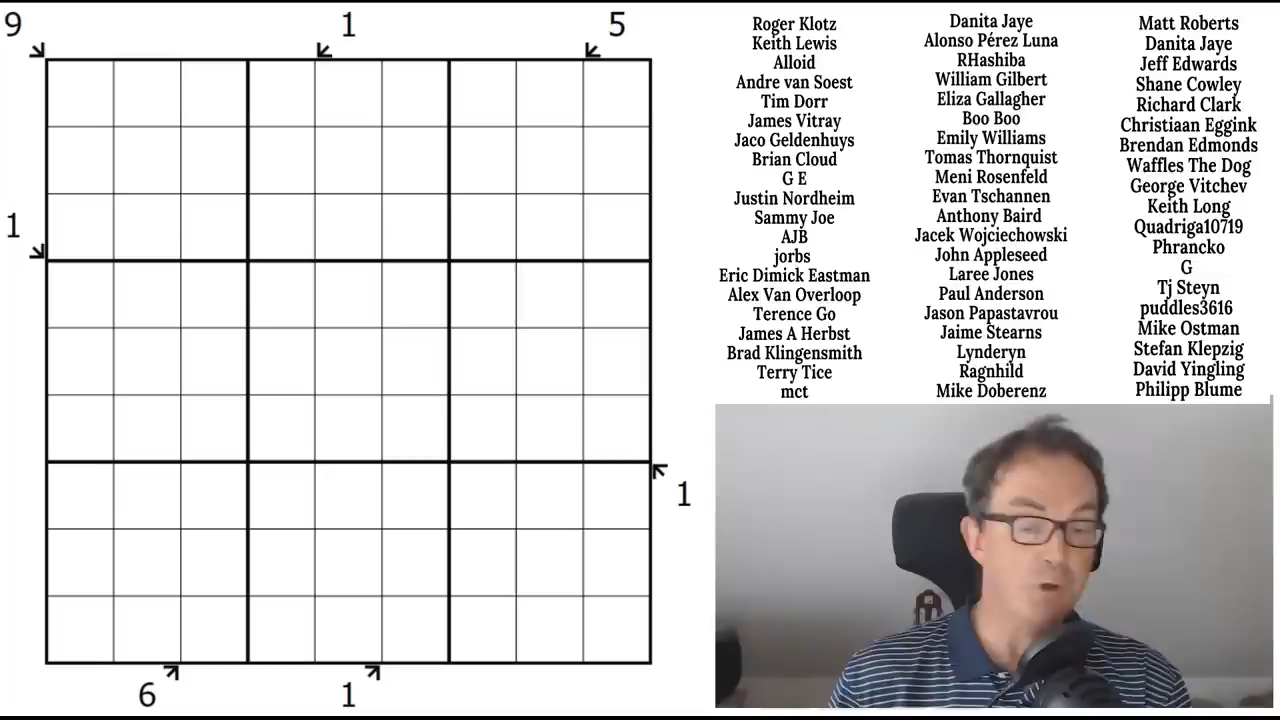 9
1
5
1
1
6
1
Roger Klotz
Keith Lewis
Alloid
Andre van Soest
Tim Dorr
James Vitray
Jaco Geldenhuys
Brian Cloud
G E
Justin Nordheim
Sammy Joe
AJB
jorbs
Eric Dimick Eastman
Alex Van Overloop
Terence Go
James A Herbst
Brad Klingensmith
Terry Tice
mct
Danita Jaye
Alonso Pérez Luna
RHashiba
William Gilbert
Eliza Gallagher
Boo Boo
Emily Williams
Tomas Thornquist
Meni Rosenfeld
Evan Tschannen
Anthony Baird
Jacek Wojciechowski
John Appleseed
Laree Jones
Paul Anderson
Jason Papastavrou
Jaime Stearns
Lynderyn
Ragnhild
Mike Doberenz
Matt Roberts
Danita Jaye
Jeff Edwards
Shane Cowley
Richard Clark
Christiaan Eggink
Brendan Edmonds
Waffles The Dog
George Vitchev
Keith Long
Quadriga10719
Phrancko
G
Tj Steyn
puddles3616
Mike Ostman
Stefan Klepzig
David Yingling
Philipp Blume